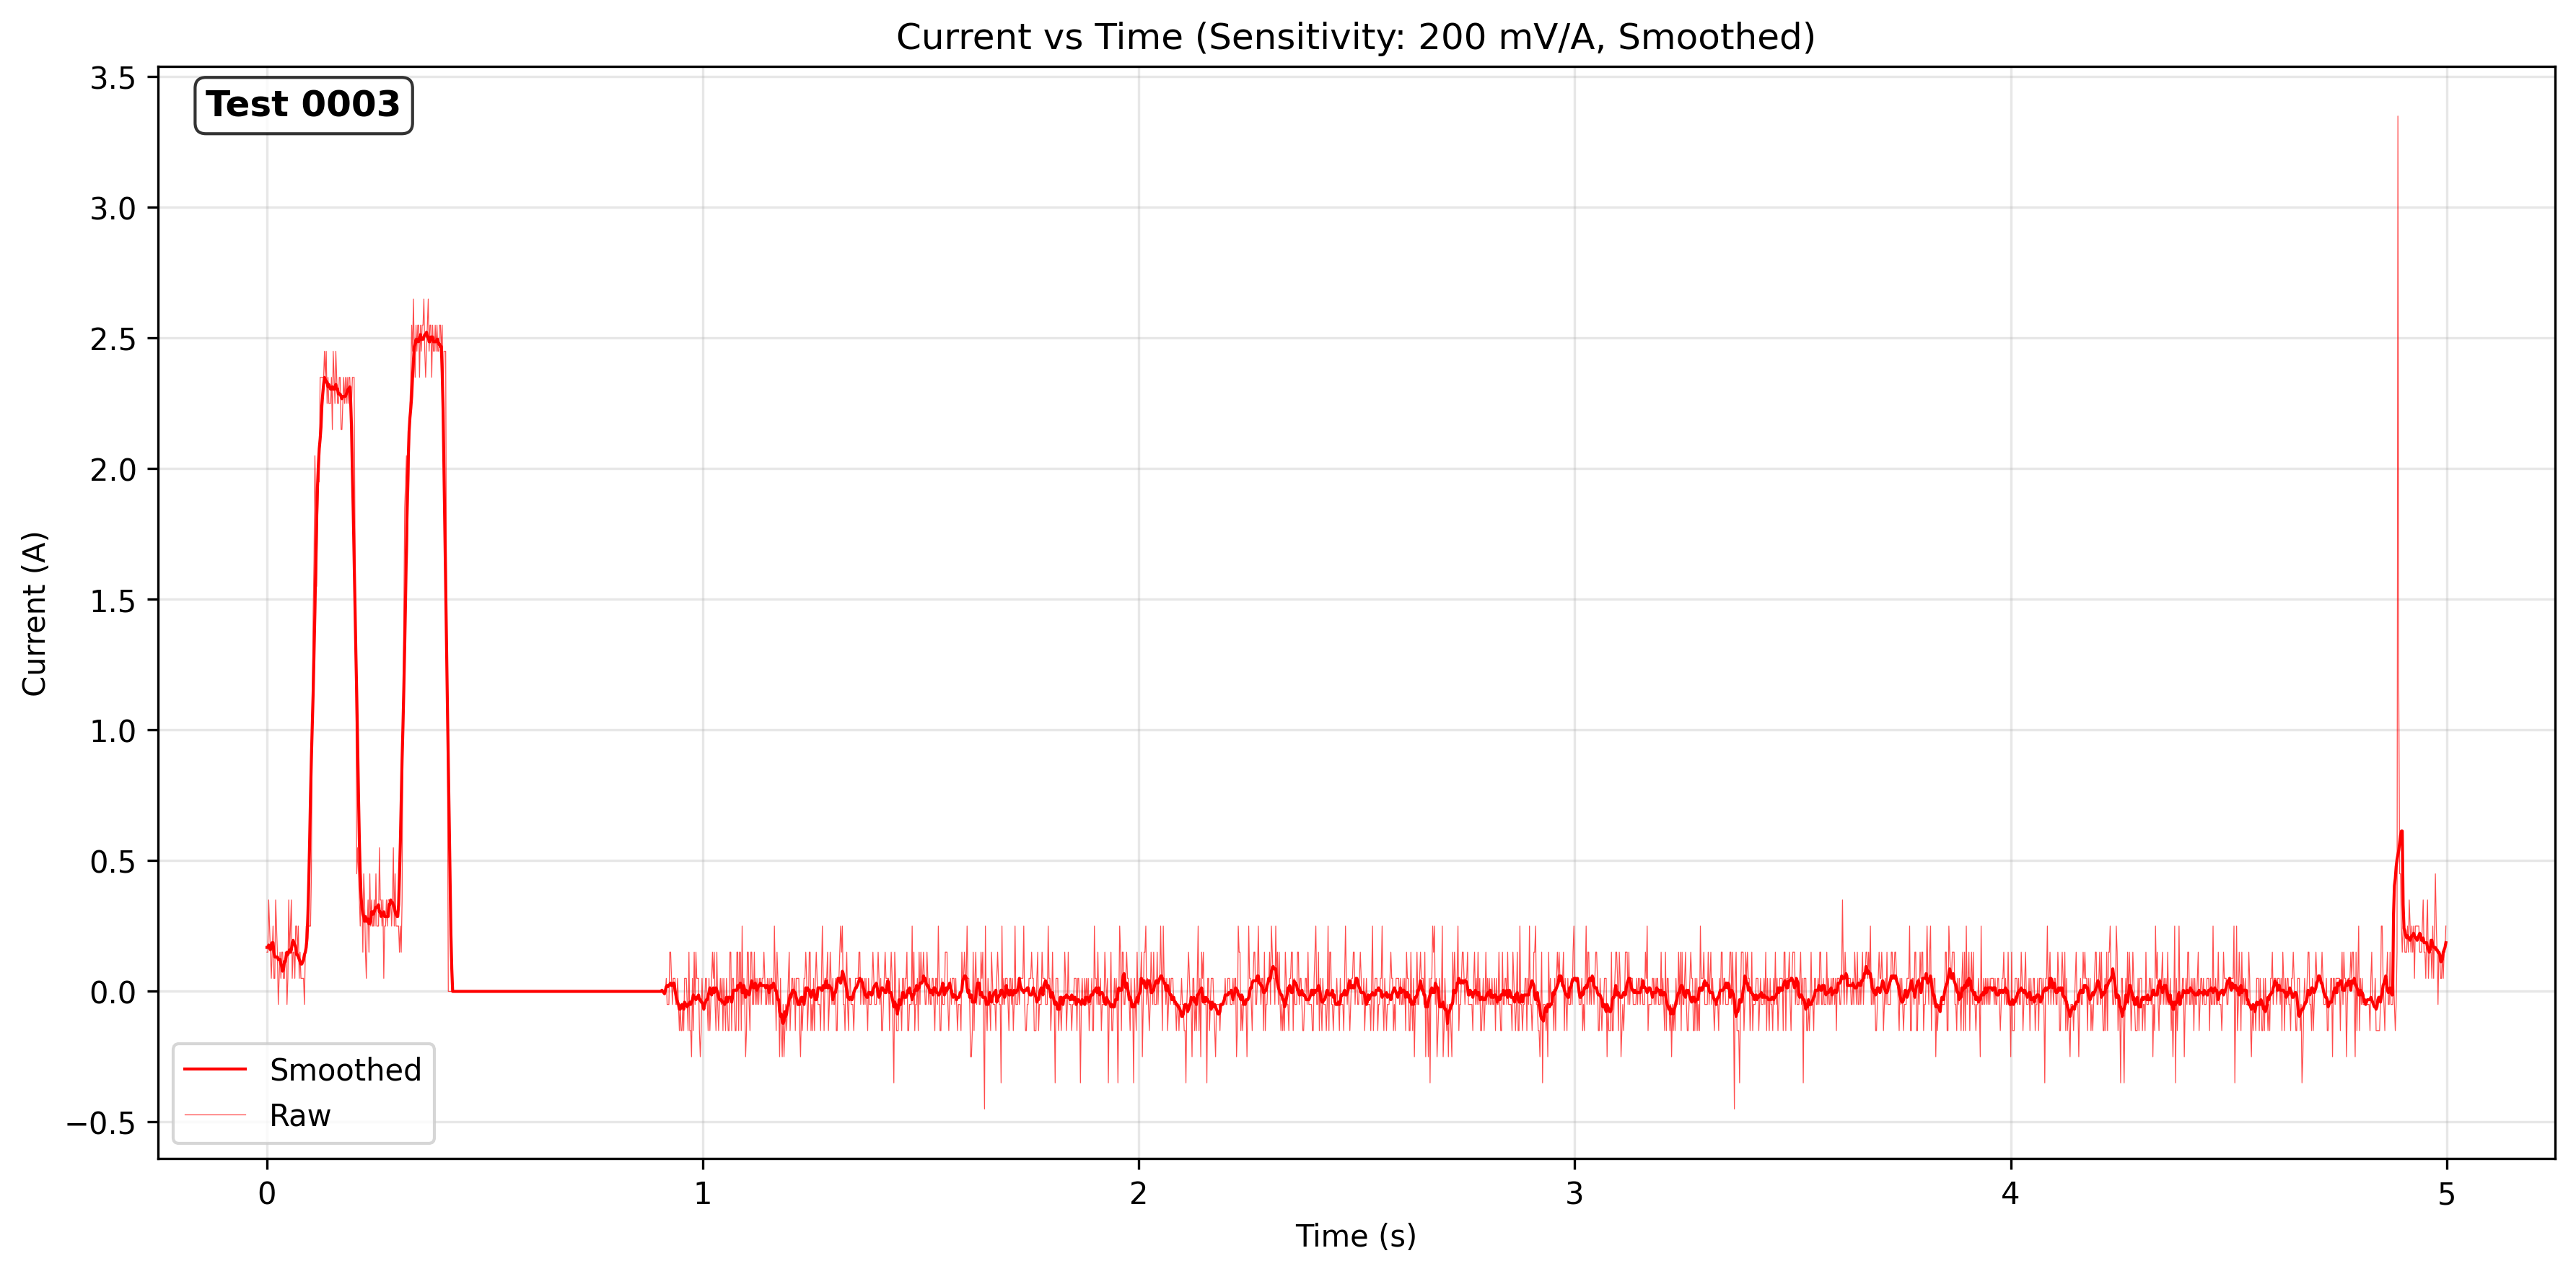 Current vs Time (Sensitivity: 200 mV/A, Smoothed)
Test 0003
3.5
3.0
2.5
2.0
1.5
1.0
0.5
0.0
−0.5
Current (A)
Smoothed
Raw
0
1
2
3
4
5
Time (s)